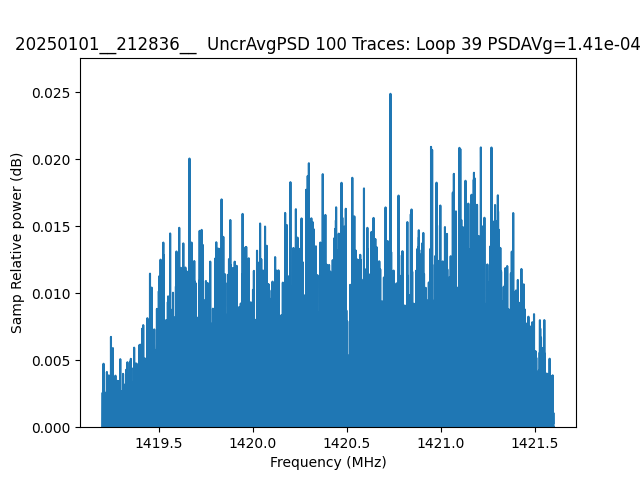 20250101__212836__ UncrAvgPSD 100 Traces: Loop 39 PSDAVg=1.41e-04
0.025
0.020
0.015
0.010
0.005
0.000
Samp Relative power (dB)
1419.5 1420.0 1420.5 1421.0 1421.5
Frequency (MHz)